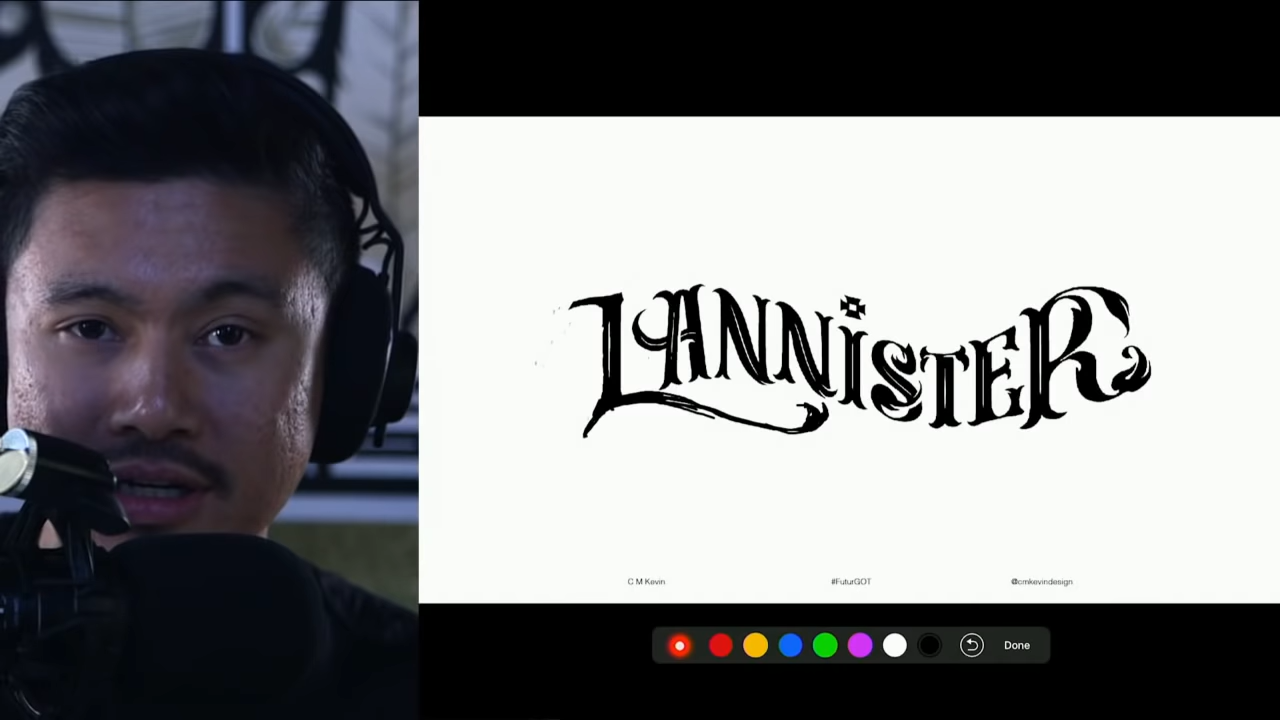 LANNiSTER
C M Kevin
#FuturGOT
@cmkevindesign
Done